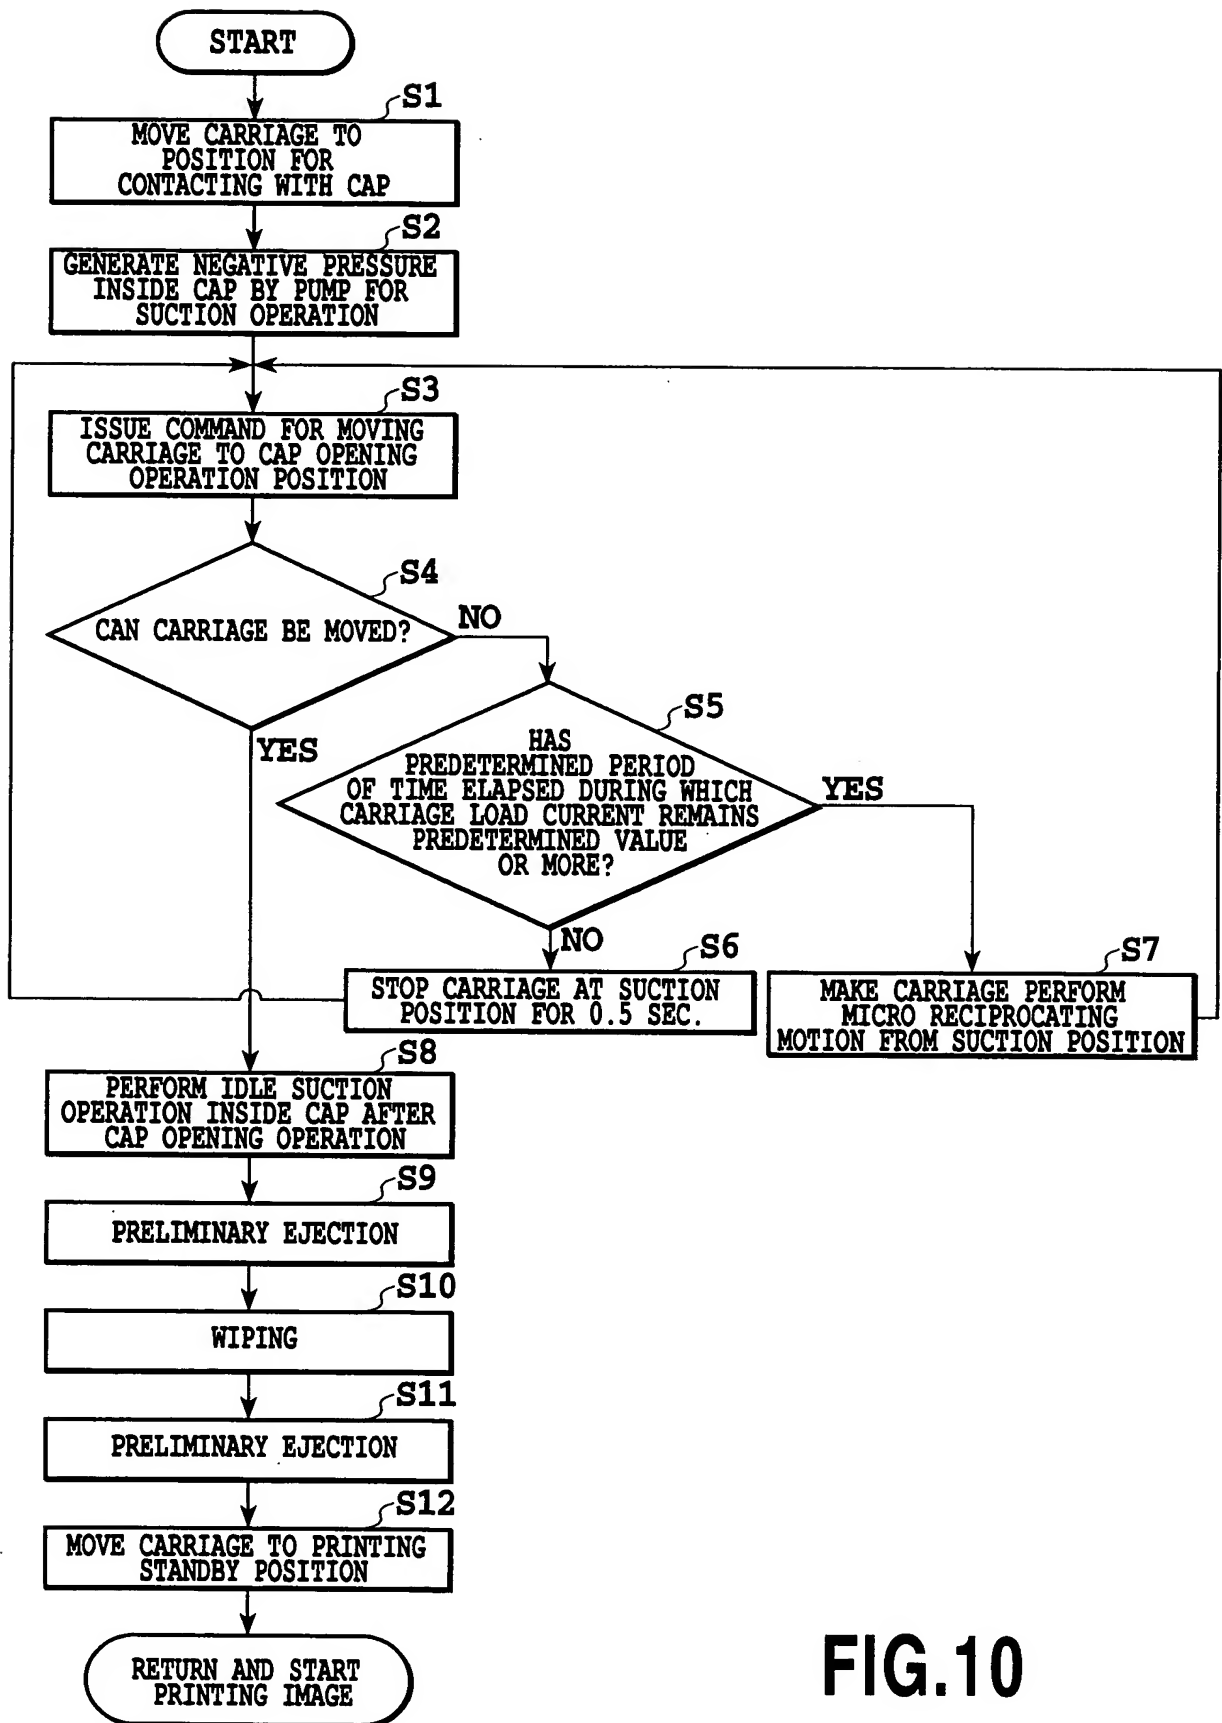 START
S1
MOVE CARRIAGE TO
POSITION FOR
CONTACTING WITH CAP
S2
GENERATE NEGATIVE PRESSURE
INSIDE CAP BY PUMP FOR
SUCTION OPERATION
S3
ISSUE COMMAND FOR MOVING
CARRIAGE TO CAP OPENING
OPERATION POSITION
S4
CAN CARRIAGE BE MOVED?
NO
YES
S5
HAS
PREDETERMINED PERIOD
OF TIME ELAPSED DURING WHICH
CARRIAGE LOAD CURRENT REMAINS
PREDETERMINED VALUE
OR MORE?
YES
NO
S6
STOP CARRIAGE AT SUCTION
POSITION FOR 0.5 SEC.
S7
MAKE CARRIAGE PERFORM
MICRO RECIPROCATING
MOTION FROM SUCTION POSITION
S8
PERFORM IDLE SUCTION
OPERATION INSIDE CAP AFTER
CAP OPENING OPERATION
S9
PRELIMINARY EJECTION
S10
WIPING
S11
PRELIMINARY EJECTION
S12
MOVE CARRIAGE TO PRINTING
STANDBY POSITION
RETURN AND START
PRINTING IMAGE
FIG.10